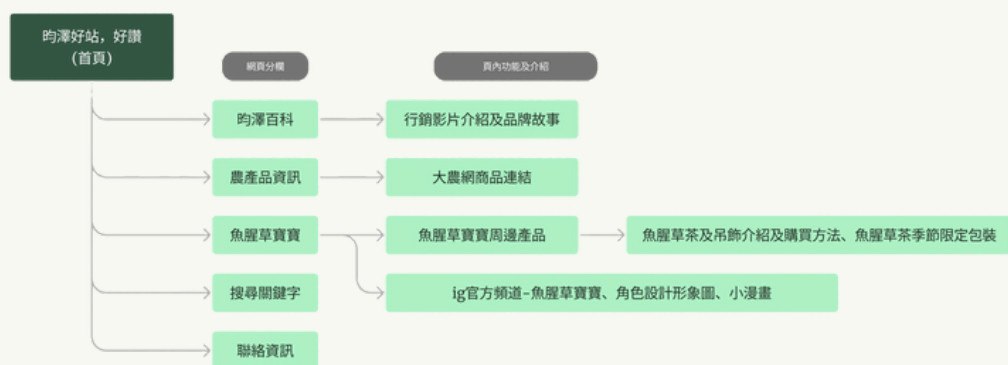 昀澤好站，好讚
(首頁)
網頁分欄
頁內功能及介紹
昀澤百科
行銷影片介紹及品牌故事
農產品資訊
大農網商品連結
魚腥草寶寶
魚腥草寶寶周邊產品
魚腥草茶及吊飾介紹及購買方法、魚腥草茶季節限定包裝
搜尋關鍵字
ig官方頻道-魚腥草寶寶、角色設計形象圖、小漫畫
聯絡資訊